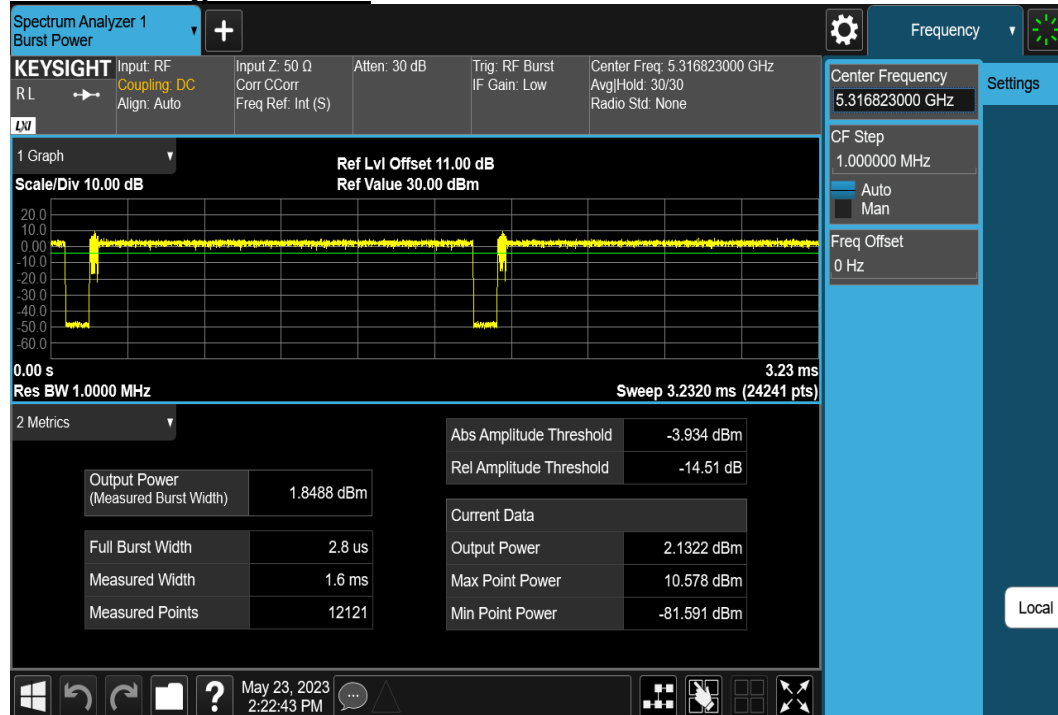 Spectrum Analyzer 1
Burst Power
+
Frequency
KEYSIGHT
R L
LXI
Input: RF
Coupling: DC
Align: Auto
Input Z: 50 Ω
Corr CCorr
Freq Ref: Int (S)
Atten: 30 dB
Trig: RF Burst
IF Gain: Low
Center Freq: 5.316823000 GHz
Avg|Hold: 30/30
Radio Std: None
Center Frequency
5.316823000 GHz
Settings
CF Step
1.000000 MHz
Auto
Man
Freq Offset
0 Hz
Local
1 Graph
Scale/Div 10.00 dB
Ref Lvl Offset 11.00 dB
Ref Value 30.00 dBm
20.0
10.0
0.00
-10.0
-20.0
-30.0
-40.0
-50.0
-60.0
0.00 s
3.23 ms
Res BW 1.0000 MHz
Sweep 3.2320 ms (24241 pts)
2 Metrics
Output Power
(Measured Burst Width)
1.8488 dBm
Full Burst Width 2.8 us
Measured Width 1.6 ms
Measured Points 12121
Abs Amplitude Threshold -3.934 dBm
Rel Amplitude Threshold -14.51 dB
Current Data
Output Power 2.1322 dBm
Max Point Power 10.578 dBm
Min Point Power -81.591 dBm
?
May 23, 2023
2:22:43 PM